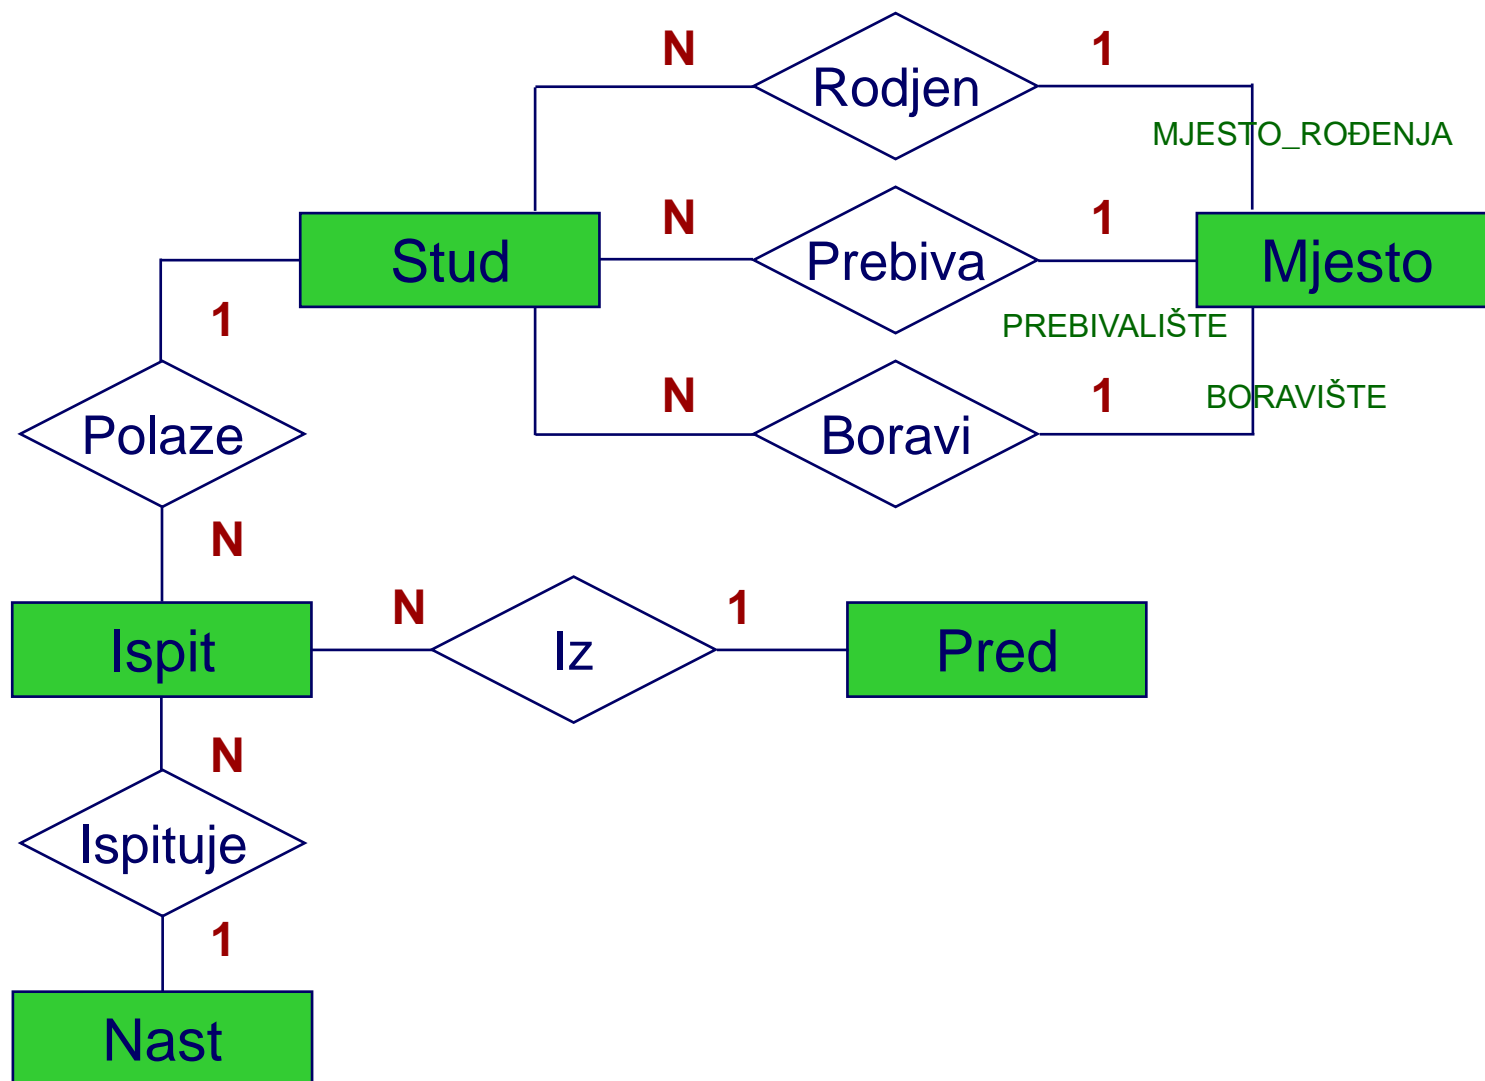 N
Rodjen
1
MJESTO_ROĐENJA
Stud
N
Prebiva
1
Mjesto
1
PREBIVALIŠTE
Polaze
N
Boravi
1
BORAVIŠTE
N
Ispit
N
Iz
1
Pred
N
Ispituje
1
Nast